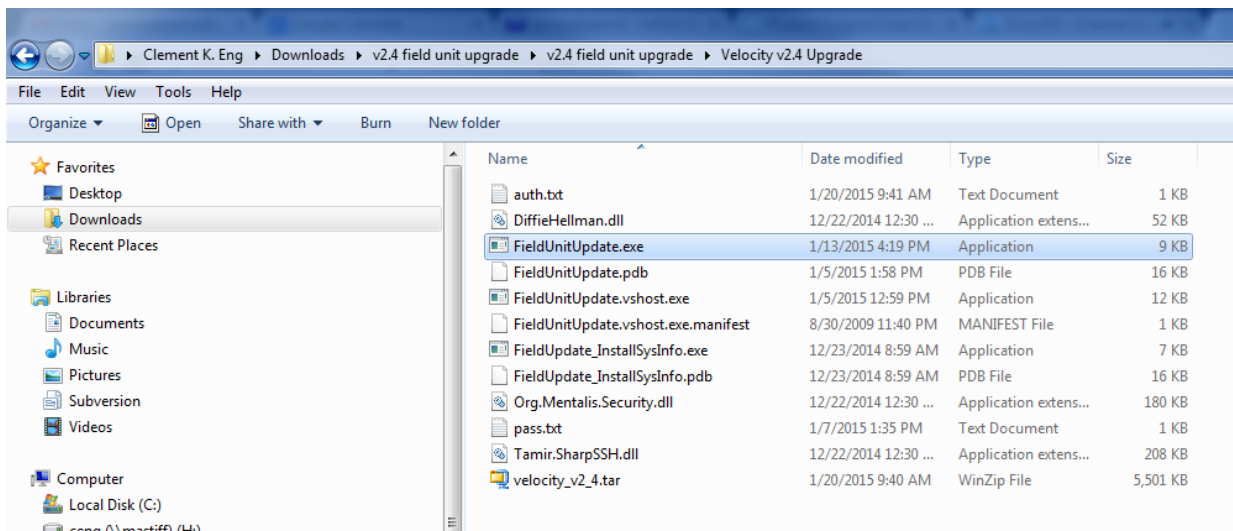 Clement K. Eng Downloads v2.4 field unit upgrade v2.4 field unit upgrade Velocity v2.4 Upgrade
File Edit View Tools Help
Organize Open Share with Burn New folder
Favorites
Desktop
Downloads
Recent Places
Libraries
Documents
Music
Pictures
Subversion
Videos
Computer
Local Disk (C:)
ceng (\\mastiff) (H:)
Name Date modified Type Size
auth.txt 1/20/2015 9:41 AM Text Document 1 KB
DiffieHellman.dll 12/22/2014 12:30 ... Application extens... 52 KB
FieldUnitUpdate.exe 1/13/2015 4:19 PM Application 9 KB
FieldUnitUpdate.pdb 1/5/2015 1:58 PM PDB File 16 KB
FieldUnitUpdate.vshost.exe 1/5/2015 12:59 PM Application 12 KB
FieldUnitUpdate.vshost.exe.manifest 8/30/2009 11:40 PM MANIFEST File 1 KB
FieldUpdate_InstallSysInfo.exe 12/23/2014 8:59 AM Application 7 KB
FieldUpdate_InstallSysInfo.pdb 12/23/2014 8:59 AM PDB File 16 KB
Org.Mentalis.Security.dll 12/22/2014 12:30 ... Application extens... 180 KB
pass.txt 1/7/2015 1:35 PM Text Document 1 KB
Tamir.SharpSSH.dll 12/22/2014 12:30 ... Application extens... 208 KB
velocity_v2_4.tar 1/20/2015 9:40 AM WinZip File 5,501 KB